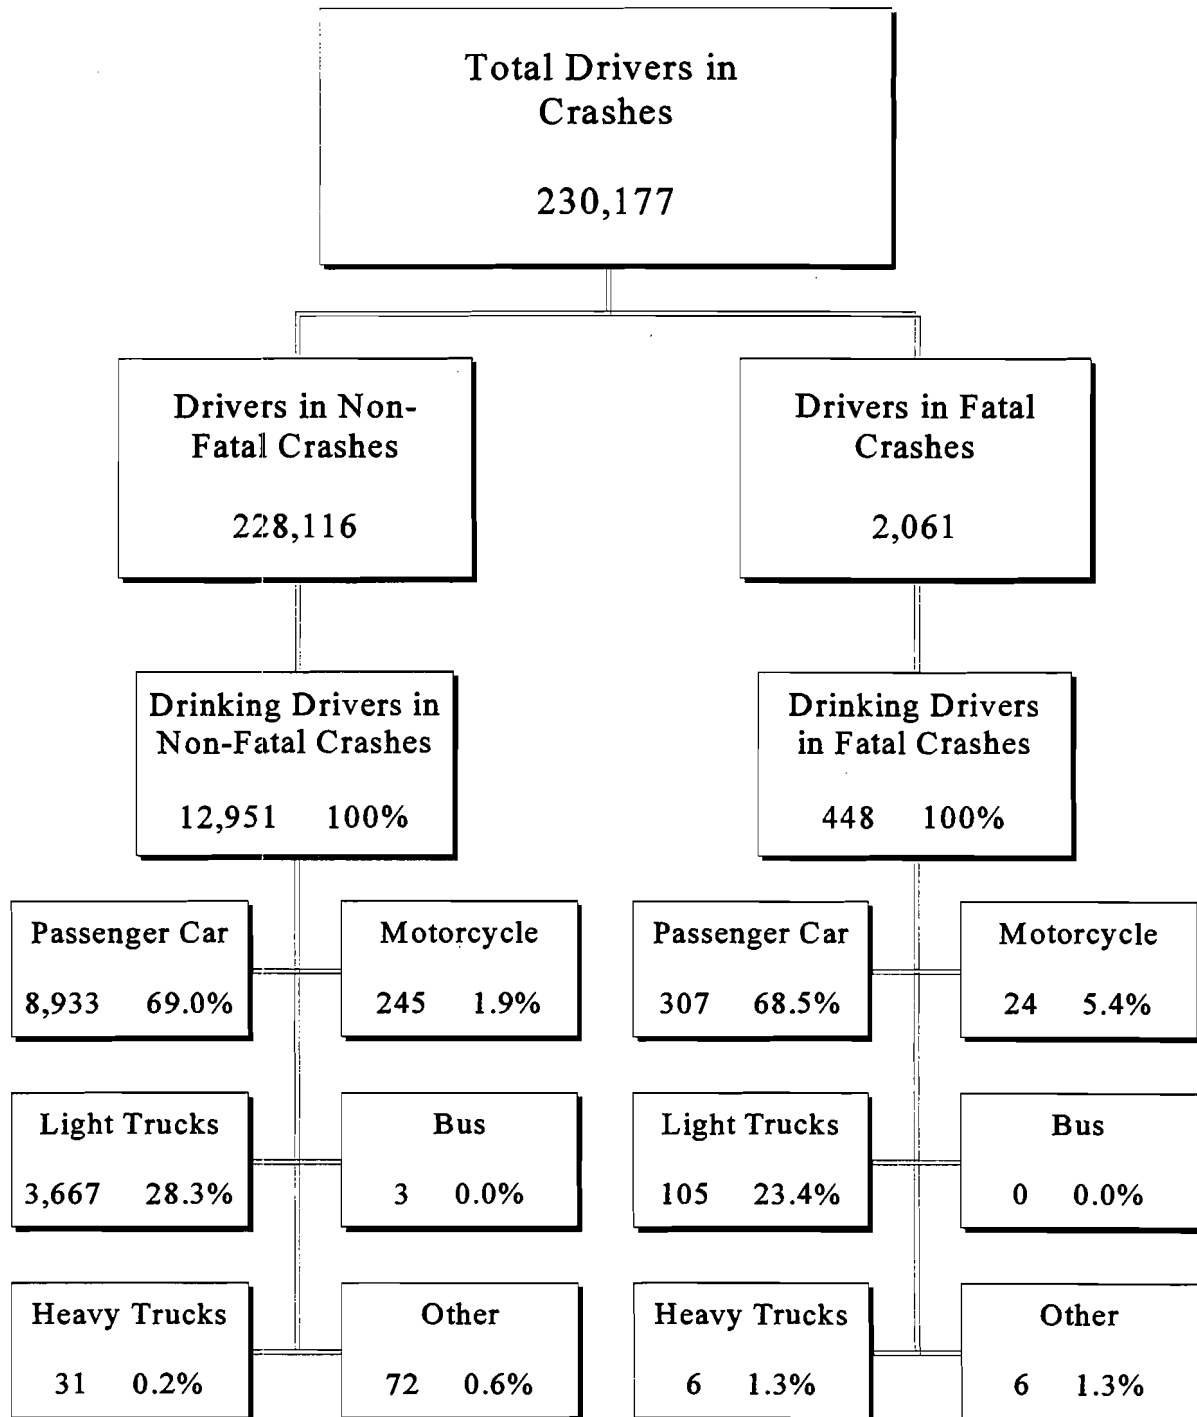 Total Drivers in
Crashes
230,177
Drivers in Non-
Fatal Crashes
228,116
Drivers in Fatal
Crashes
2,061
Drinking Drivers in
Non-Fatal Crashes
12,951 100%
Drinking Drivers
in Fatal Crashes
448 100%
Passenger Car
8,933 69.0%
Motorcycle
245 1.9%
Passenger Car
307 68.5%
Motorcycle
24 5.4%
Light Trucks
3,667 28.3%
Bus
3 0.0%
Light Trucks
105 23.4%
Bus
0 0.0%
Heavy Trucks
31 0.2%
Other
72 0.6%
Heavy Trucks
6 1.3%
Other
6 1.3%